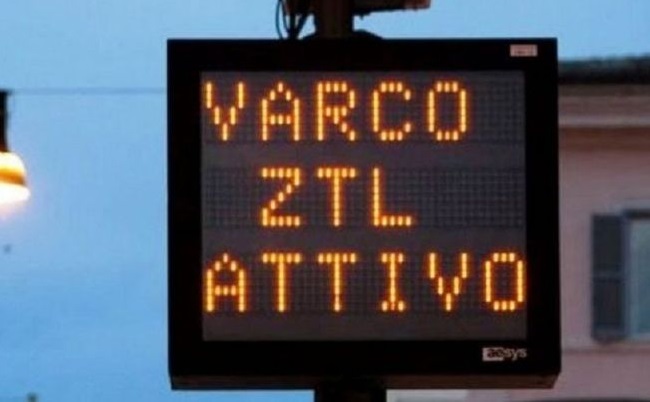 VARCO
ZTL
ATTIVO
aesys